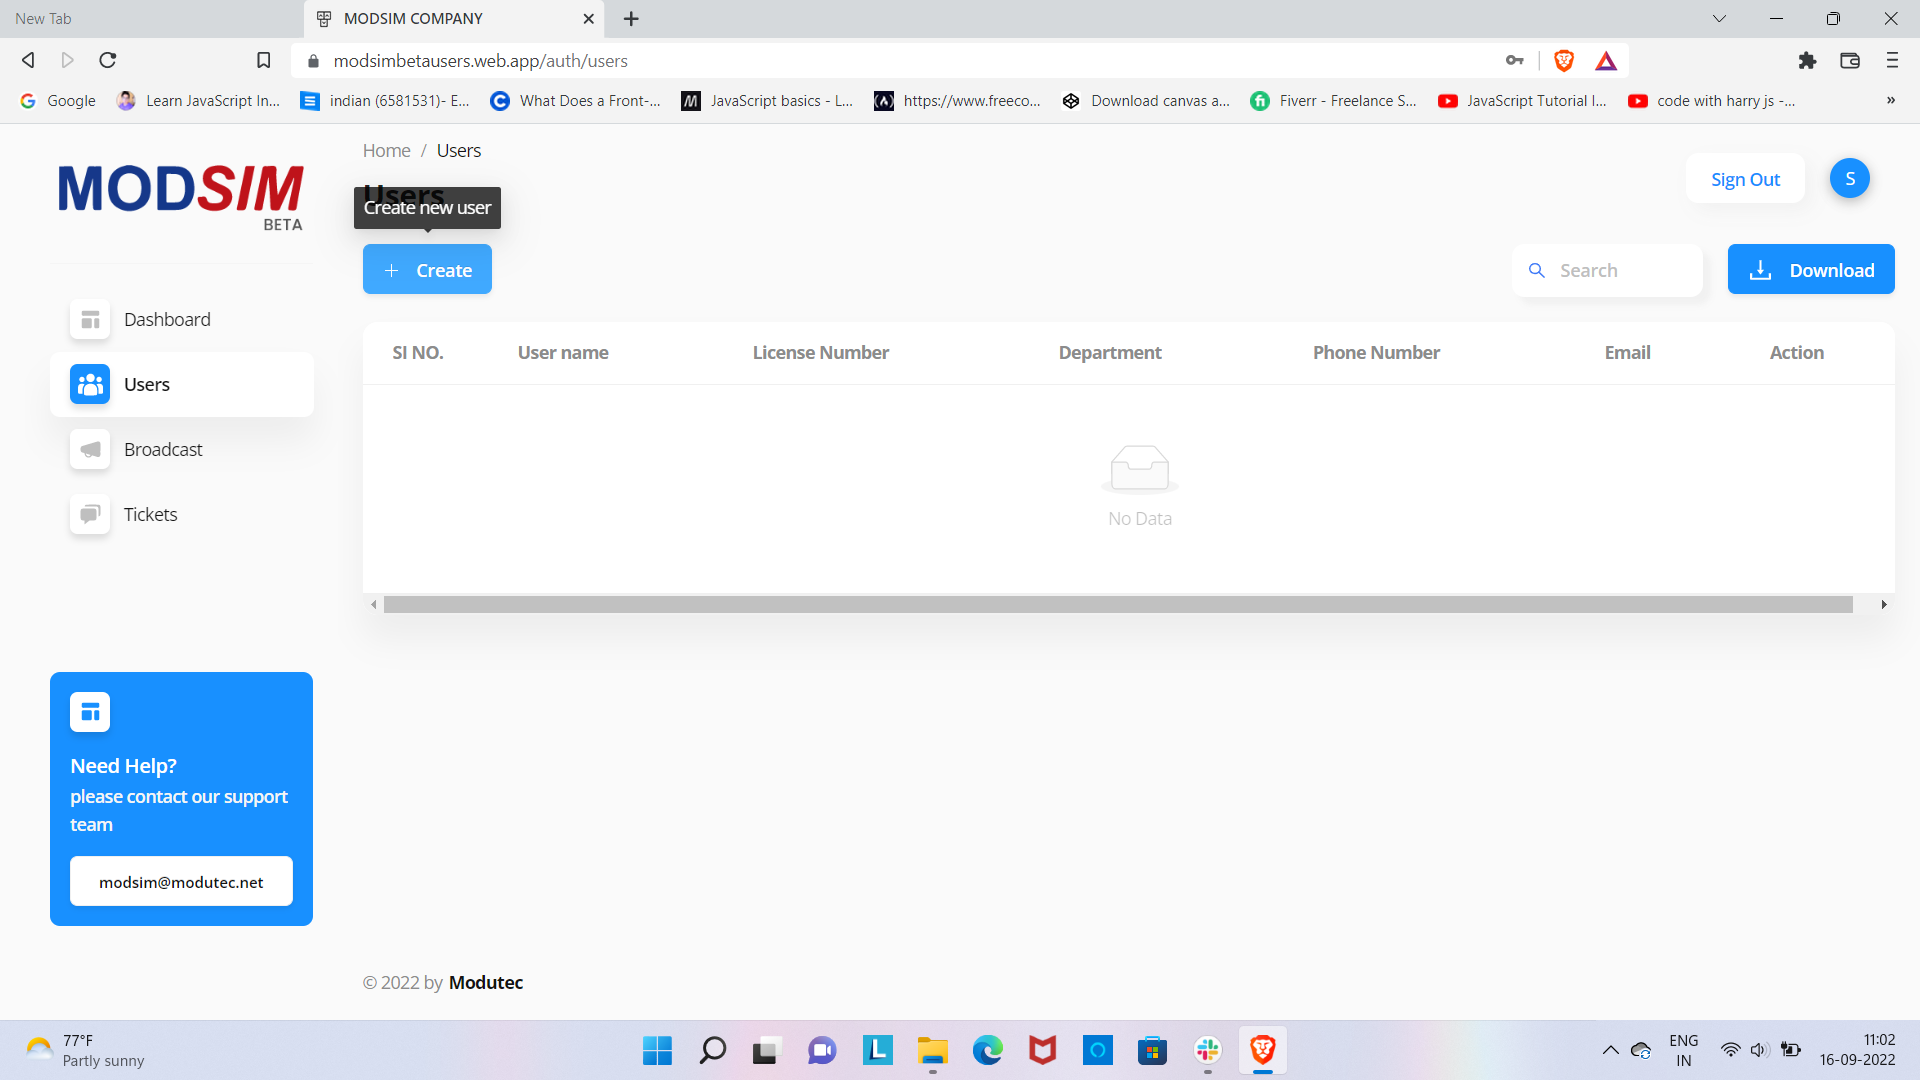 New Tab
MODSIM COMPANY
modsimbetausers.web.app/auth/users
Google
Learn JavaScript In...
indian (6581531)- E...
What Does a Front-...
JavaScript basics - L...
https://www.freeco...
Download canvas a...
Fiverr - Freelance S...
JavaScript Tutorial I...
code with harry js -...
»
MODSIM
BETA
Home / Users
Users
Create new user
Sign Out
S
+ Create
Search
Download
Dashboard
Users
Broadcast
Tickets
SI NO.
User name
License Number
Department
Phone Number
Email
Action
No Data
Need Help?
please contact our support
team
modsim@modutec.net
© 2022 by Modutec
77°F
Partly sunny
ENG
IN
11:02
16-09-2022